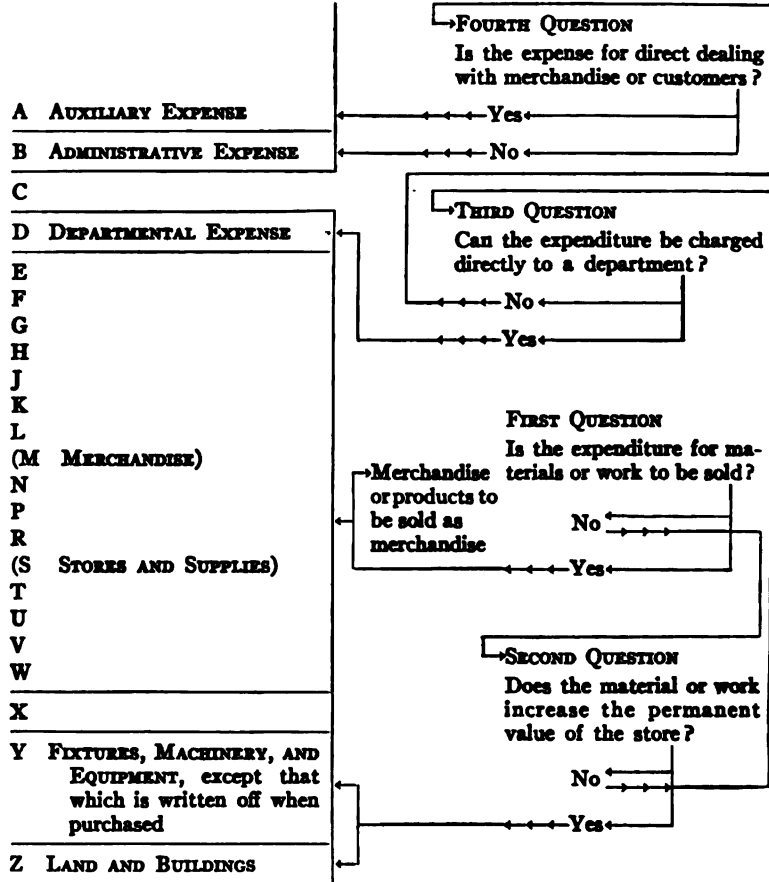 FOURTH QUESTION
Is the expense for direct dealing
with merchandise or customers?
A AUXILIARY EXPENSE
Yes
B ADMINISTRATIVE EXPENSE
No
C
THIRD QUESTION
D DEPARTMENTAL EXPENSE
Can the expenditure be charged
directly to a department?
E
F
No
G
Yes
H
J
K
L
FIRST QUESTION
Is the expenditure for ma-
terials or work to be sold?
(M MERCHANDISE)
Merchandise
or products to
be sold as
merchandise
N
P
No
R
(S STORES AND SUPPLIES)
Yes
T
U
V
W
SECOND QUESTION
Does the material or work
increase the permanent
value of the store?
X
Y FIXTURES, MACHINERY, AND
EQUIPMENT, except that
which is written off when
purchased
No
Yes
Z LAND AND BUILDINGS